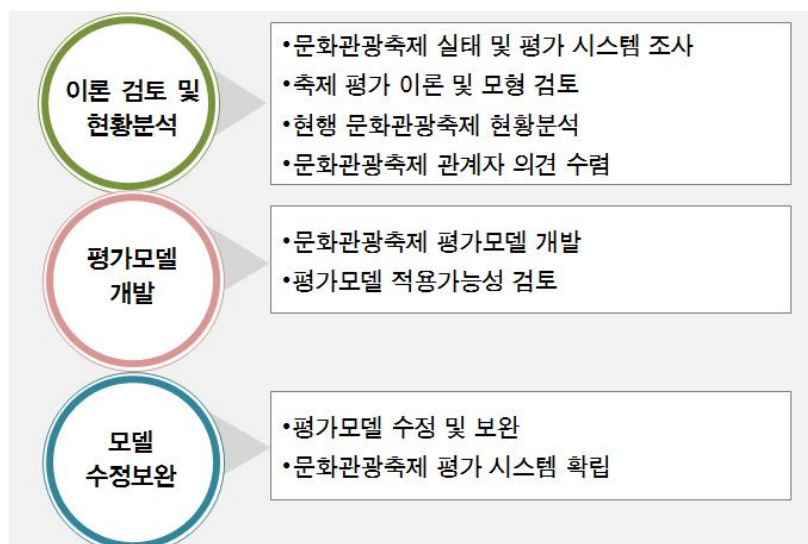 이론 검토 및
현황분석
•문화관광축제 실태 및 평가 시스템 조사
•축제 평가 이론 및 모형 검토
•현행 문화관광축제 현황분석
•문화관광축제 관계자 의견 수렴
평가모델
개발
•문화관광축제 평가모델 개발
•평가모델 적용가능성 검토
모델
수정보완
•평가모델 수정 및 보완
•문화관광축제 평가 시스템 확립